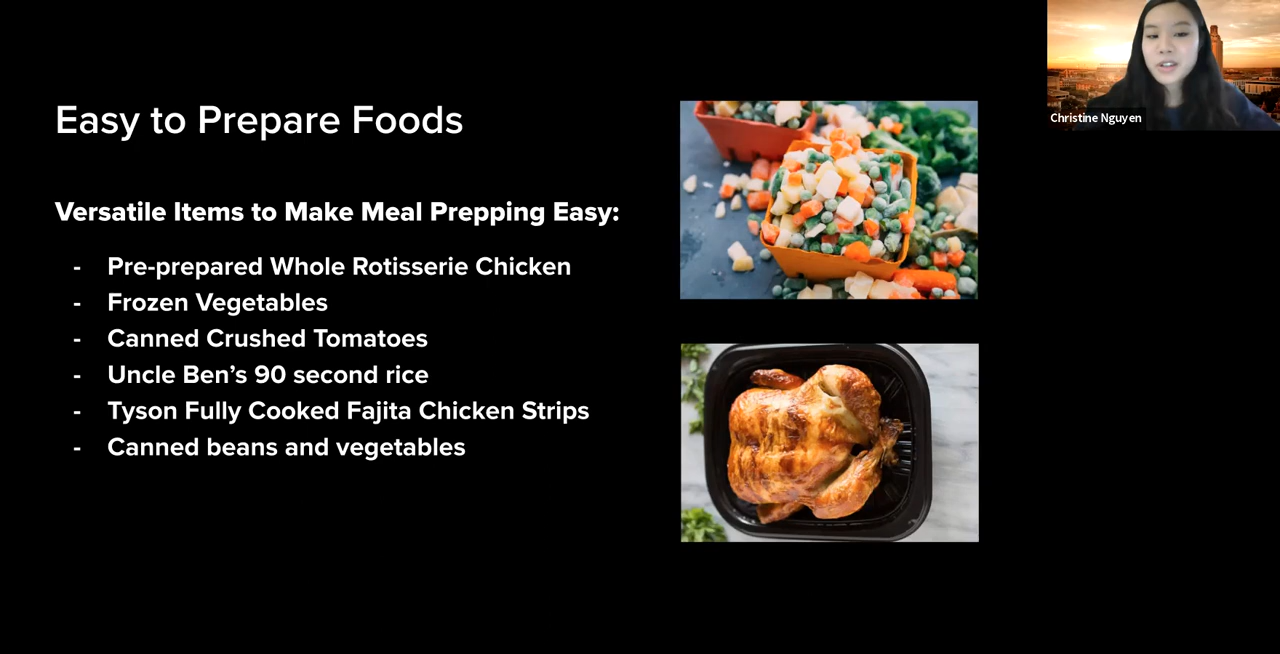 Easy to Prepare Foods
Versatile Items to Make Meal Prepping Easy:
- Pre-prepared Whole Rotisserie Chicken
- Frozen Vegetables
- Canned Crushed Tomatoes
- Uncle Ben’s 90 second rice
- Tyson Fully Cooked Fajita Chicken Strips
- Canned beans and vegetables
Christine Nguyen